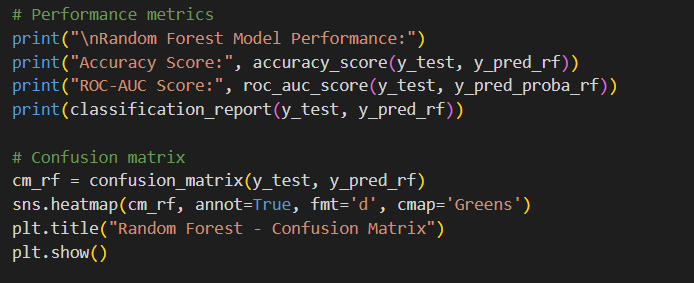 # Performance metrics
print("\nRandom Forest Model Performance:")
print("Accuracy Score:", accuracy_score(y_test, y_pred_rf))
print("ROC-AUC Score:", roc_auc_score(y_test, y_pred_proba_rf))
print(classification_report(y_test, y_pred_rf))

# Confusion matrix
cm_rf = confusion_matrix(y_test, y_pred_rf)
sns.heatmap(cm_rf, annot=True, fmt='d', cmap='Greens')
plt.title("Random Forest - Confusion Matrix")
plt.show()